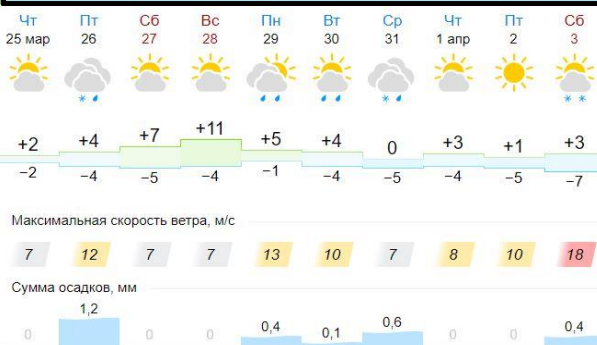 Чт Пт Сб Вс Пн Вт Ср Чт Пт Сб
25 мар 26 27 28 29 30 31 1 апр 2 3
+2 +4 +7 +11 +5 +4 0 +3 +1 +3
−2 −4 −5 −4 −1 −4 −5 −4 −5 −7
Максимальная скорость ветра, м/с
7 12 7 7 13 10 7 8 10 18
Сумма осадков, мм
0 1,2 0 0 0,4 0,1 0,6 0 0 0,4